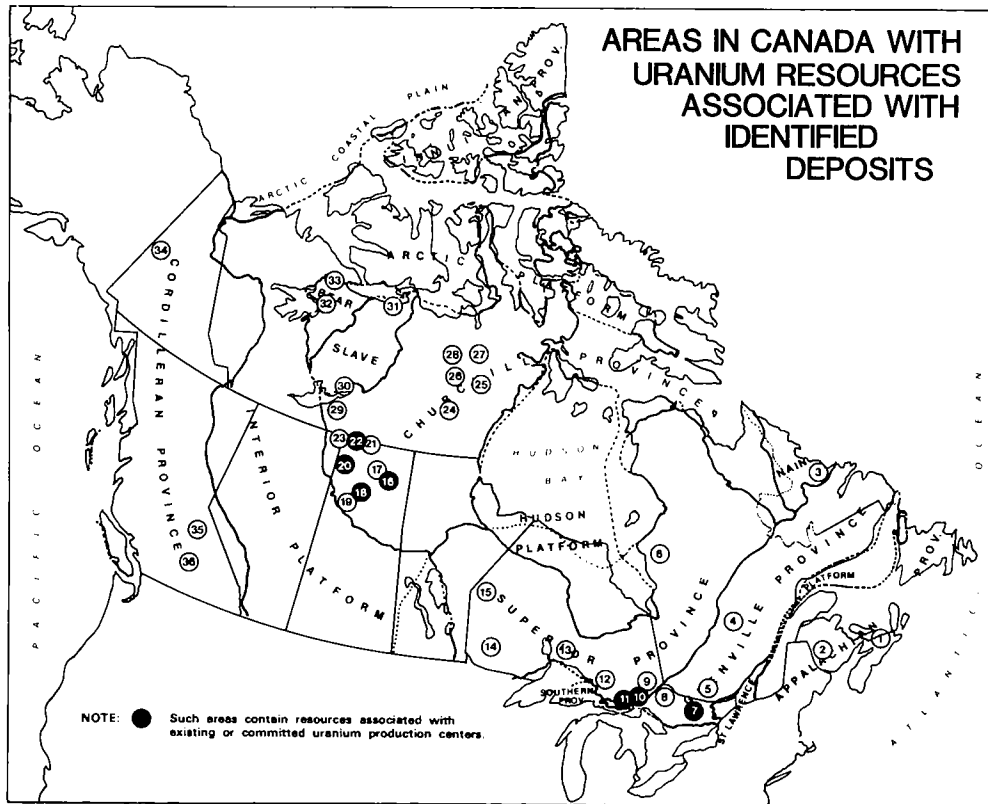 AREAS IN CANADA WITH
URANIUM RESOURCES
ASSOCIATED WITH
IDENTIFIED
DEPOSITS
ARCTIC COASTAL PLAIN
ARCTIC
PLATFORM
34
33
32
31
BEAR
SLAVE
CORDILLERAN PROVINCE
28
27
26
25
24
CHURCHILL
PROVINCE
30
29
23
22
21
20
17
16
18
19
INTERIOR
PLATFORM
35
36
PACIFIC OCEAN
HUDSON
BAY
HUDSON
PLATFORM
NAIN
3
6
15
14
13
SUPERIOR PROVINCE
4
PROVINCE
PLATFORM
PROV.
APPALACHIAN
1
2
12
9
11
10
8
5
7
SOUTHERN
PROV.
ST LAWRENCE
ATLANTIC
OCEAN
NOTE:
Such areas contain resources associated with
existing or committed uranium production centers.